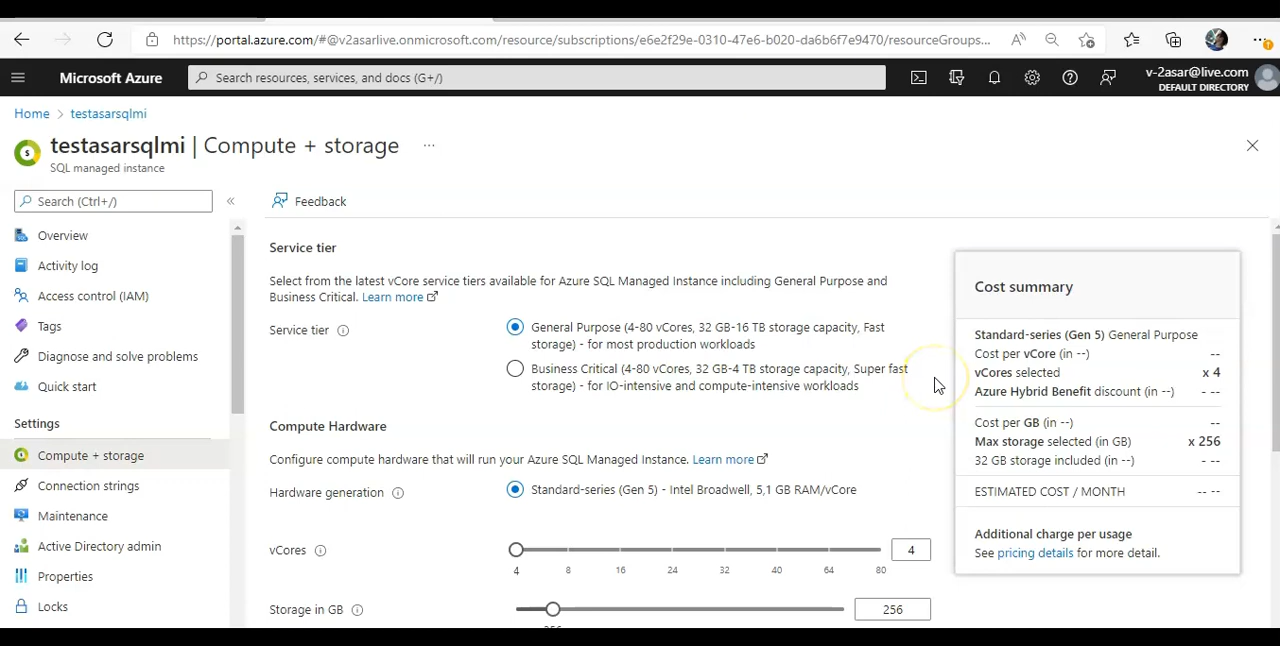 https://portal.azure.com/#@v2asarlive.onmicrosoft.com/resource/subscriptions/e6e2f29e-0310-47e6-b020-da6b6f7e9470/resourceGroups...
Microsoft Azure
Search resources, services, and docs (G+/)
v-2asar@live.com
DEFAULT DIRECTORY
Home > testasarsqlmi
testasarsqlmi | Compute + storage ...
SQL managed instance
Search (Ctrl+/)
«
Feedback
Overview
Activity log
Access control (IAM)
Tags
Diagnose and solve problems
Quick start
Settings
Compute + storage
Connection strings
Maintenance
Active Directory admin
Properties
Locks
Service tier
Select from the latest vCore service tiers available for Azure SQL Managed Instance including General Purpose and
Business Critical. Learn more
Service tier
General Purpose (4-80 vCores, 32 GB-16 TB storage capacity, Fast
storage) - for most production workloads
Business Critical (4-80 vCores, 32 GB-4 TB storage capacity, Super fast
storage) - for IO-intensive and compute-intensive workloads
Compute Hardware
Configure compute hardware that will run your Azure SQL Managed Instance. Learn more
Hardware generation
Standard-series (Gen 5) - Intel Broadwell, 5,1 GB RAM/vCore
vCores
4
4 8 16 24 32 40 64 80
Storage in GB
256
256
Cost summary
Standard-series (Gen 5) General Purpose
Cost per vCore (in --) --
vCores selected x 4
Azure Hybrid Benefit discount (in --) - --
Cost per GB (in --) --
Max storage selected (in GB) x 256
32 GB storage included (in --) - --
ESTIMATED COST / MONTH -- --
Additional charge per usage
See pricing details for more detail.